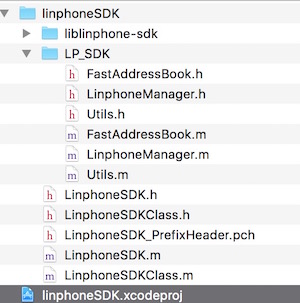 linphoneSDK
liblinphone-sdk
LP_SDK
FastAddressBook.h
LinphoneManager.h
Utils.h
FastAddressBook.m
LinphoneManager.m
Utils.m
LinphoneSDK.h
LinphoneSDKClass.h
LinphoneSDK_PrefixHeader.pch
LinphoneSDK.m
LinphoneSDKClass.m
linphoneSDK.xcodeproj